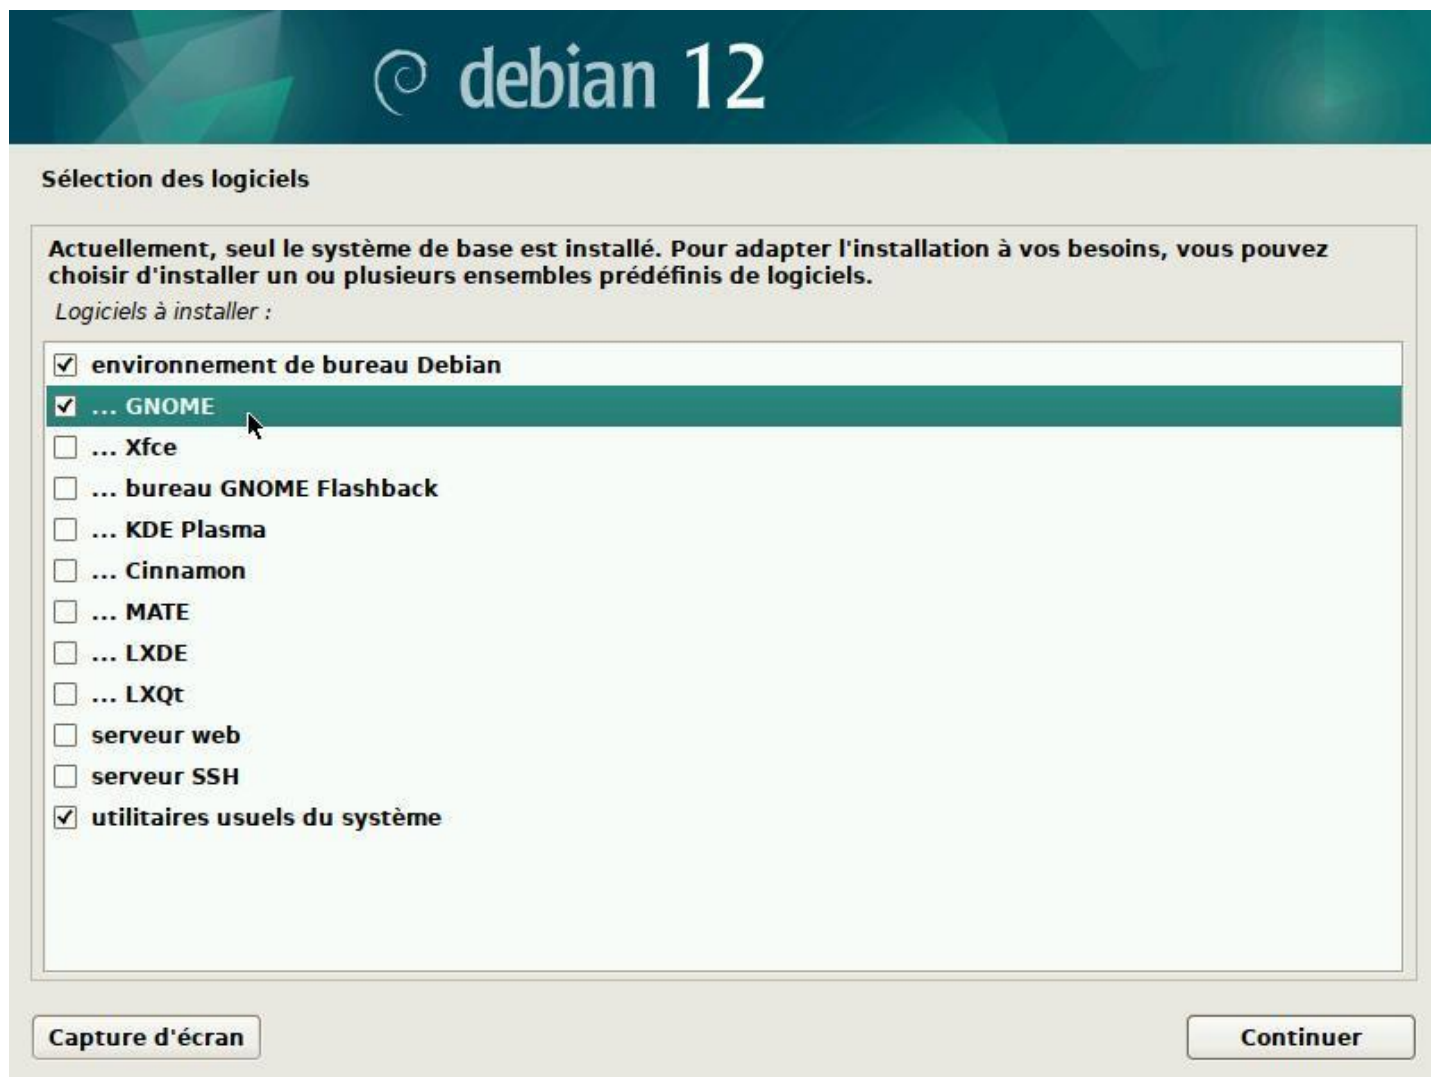 debian 12
Sélection des logiciels
Actuellement, seul le système de base est installé. Pour adapter l'installation à vos besoins, vous pouvez
choisir d'installer un ou plusieurs ensembles prédéfinis de logiciels.
Logiciels à installer :
environnement de bureau Debian
... GNOME
... Xfce
... bureau GNOME Flashback
... KDE Plasma
... Cinnamon
... MATE
... LXDE
... LXQt
serveur web
serveur SSH
utilitaires usuels du système
Capture d'écran
Continuer